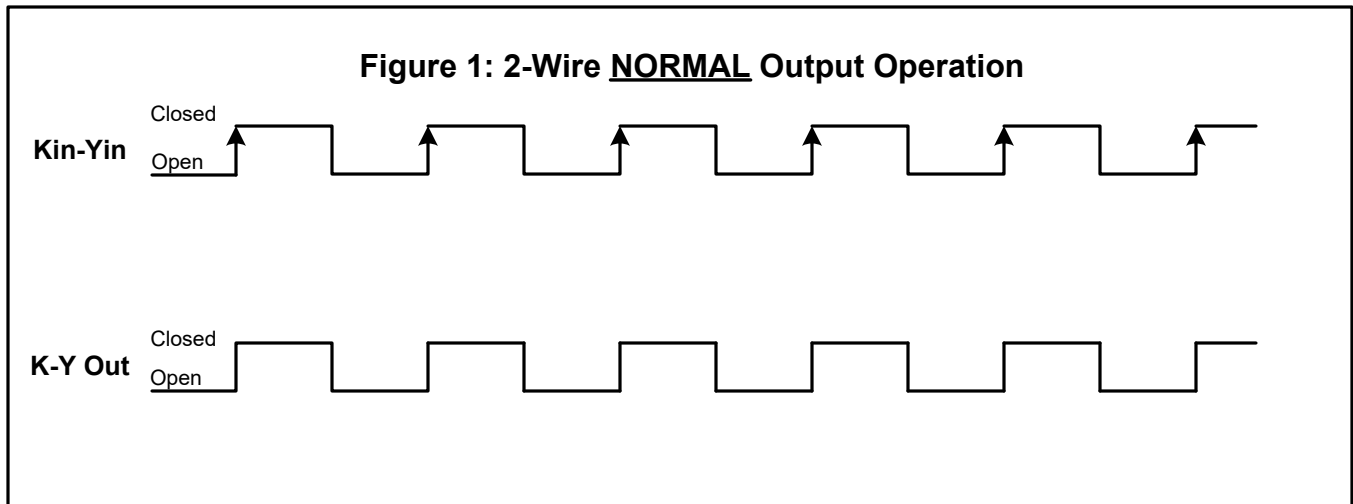 Figure 1: 2-Wire NORMAL Output Operation
Closed
Kin-Yin
Open
Closed
K-Y Out
Open